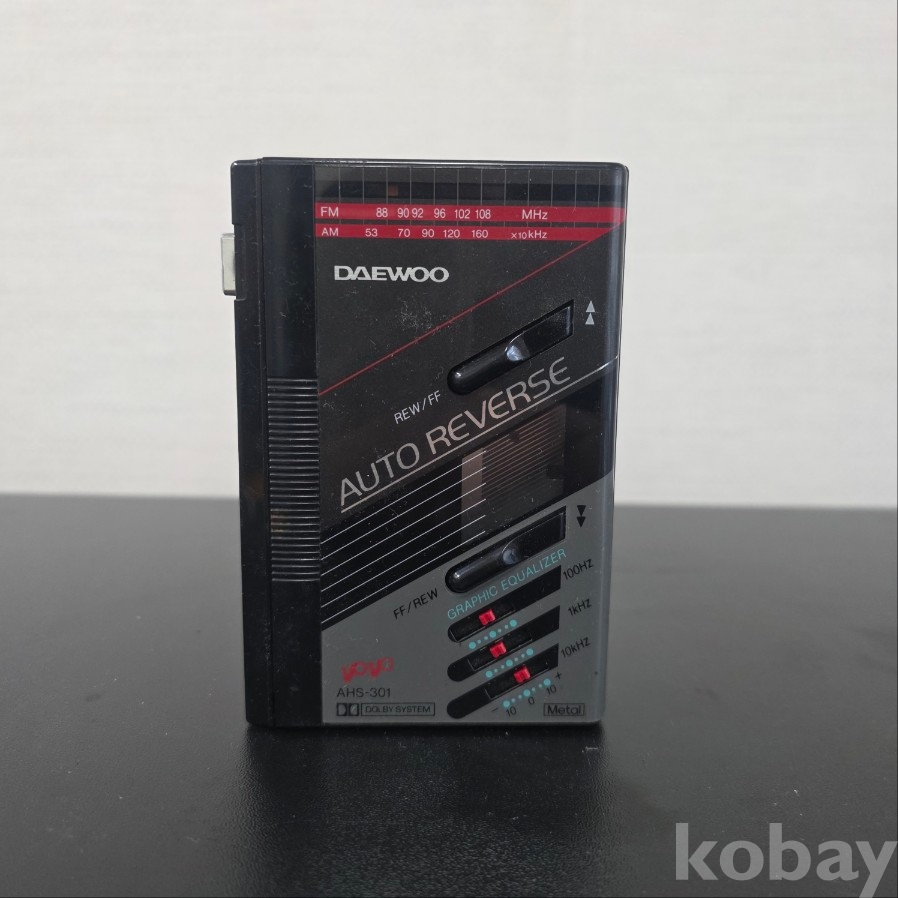 FM 88 90 92 96 102 108 MHz
AM 53 70 90 120 160 ×10kHz
DAEWOO
REW/FF
AUTO REVERSE
FF/REW
GRAPHIC EQUALIZER
100Hz
1kHz
10kHz
YoYo
AHS-301
DOLBY SYSTEM
− 10 0 10 +
Metal
kobay